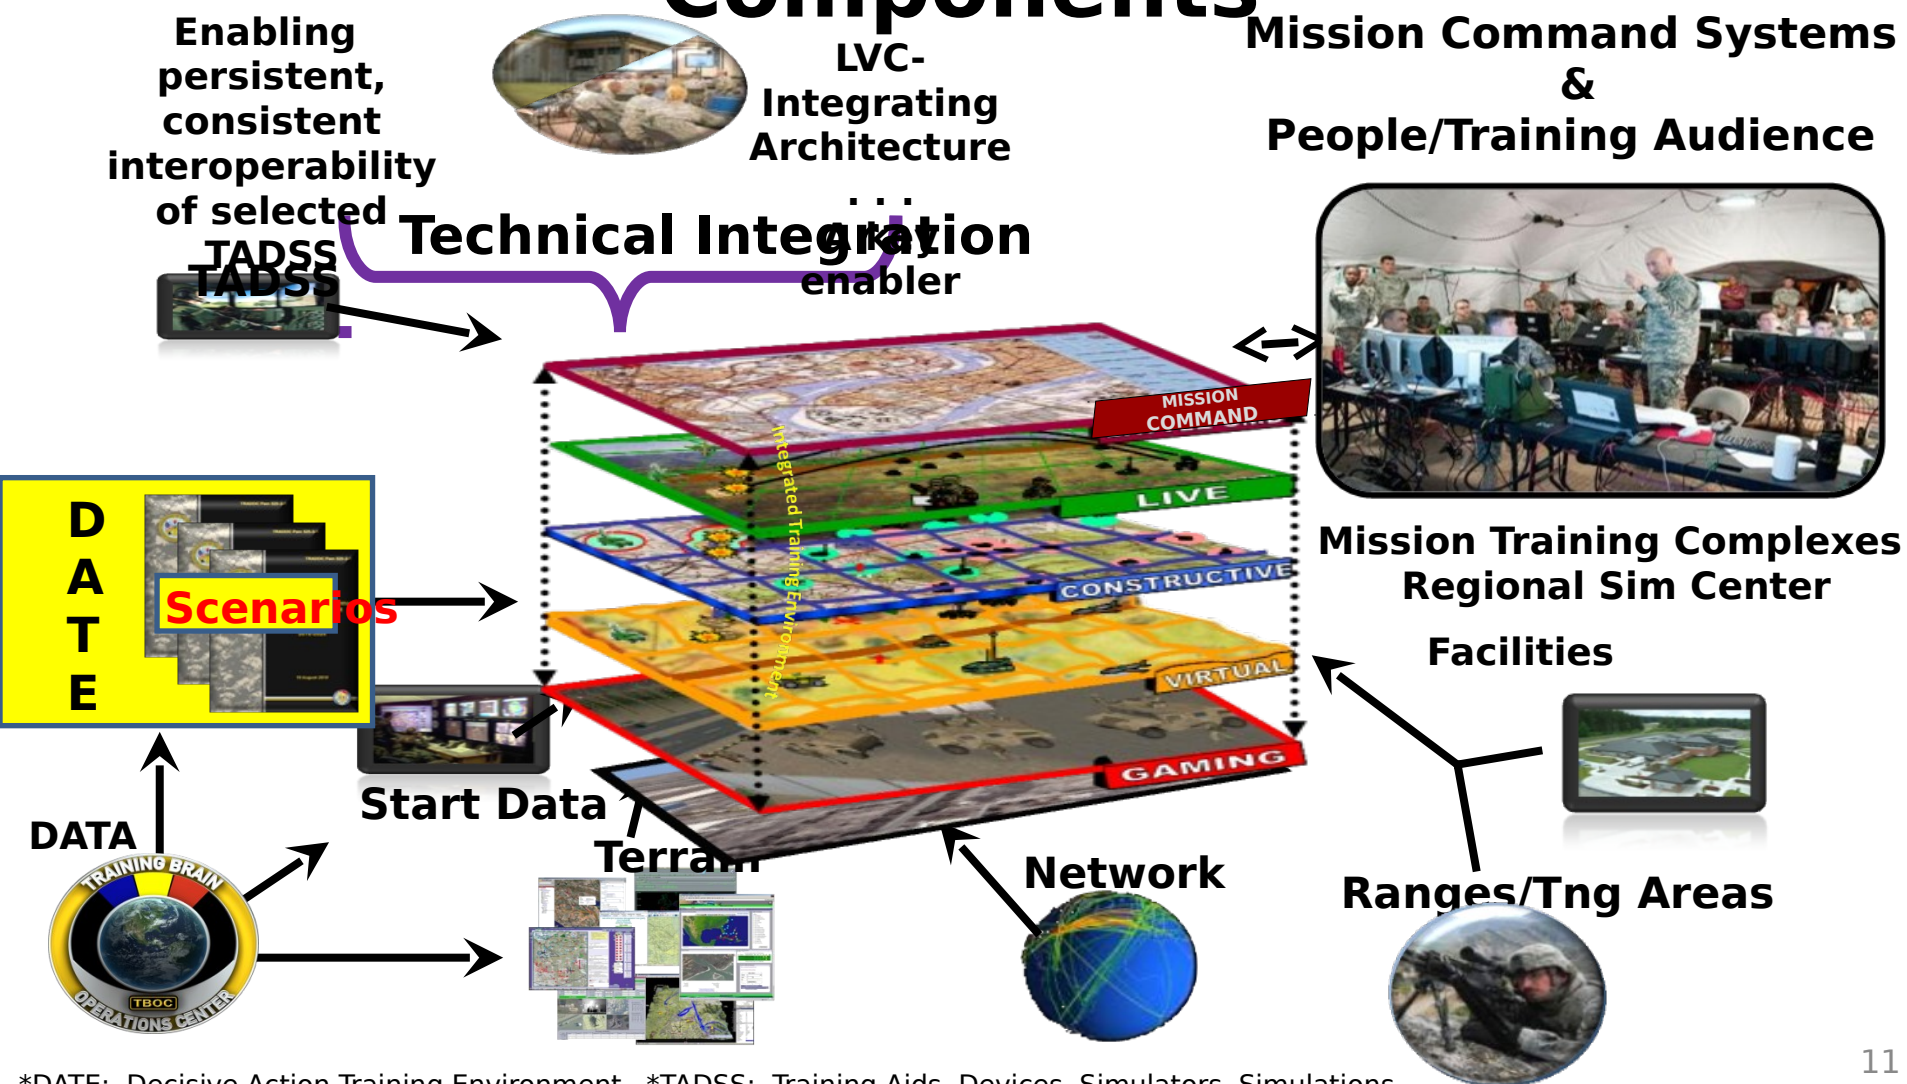 Components
Enabling
persistent,
consistent
interoperability
of selected
TADSS
LVC-
Integrating
Architecture
. . .
A key
enabler
Mission Command Systems
&
People/Training Audience
Technical Integration
TADSS
MISSION
COMMAND
LIVE
CONSTRUCTIVE
VIRTUAL
GAMING
Integrated Training Environment
D
A
T
E
Scenarios
Mission Training Complexes
Regional Sim Center
Facilities
Start Data
DATA
TRAINING BRAIN
TBOC
OPERATIONS CENTER
Terrain
Network
Ranges/Tng Areas
11
*DATE: Decisive Action Training Environment *TADSS: Training Aids, Devices, Simulators, Simulations